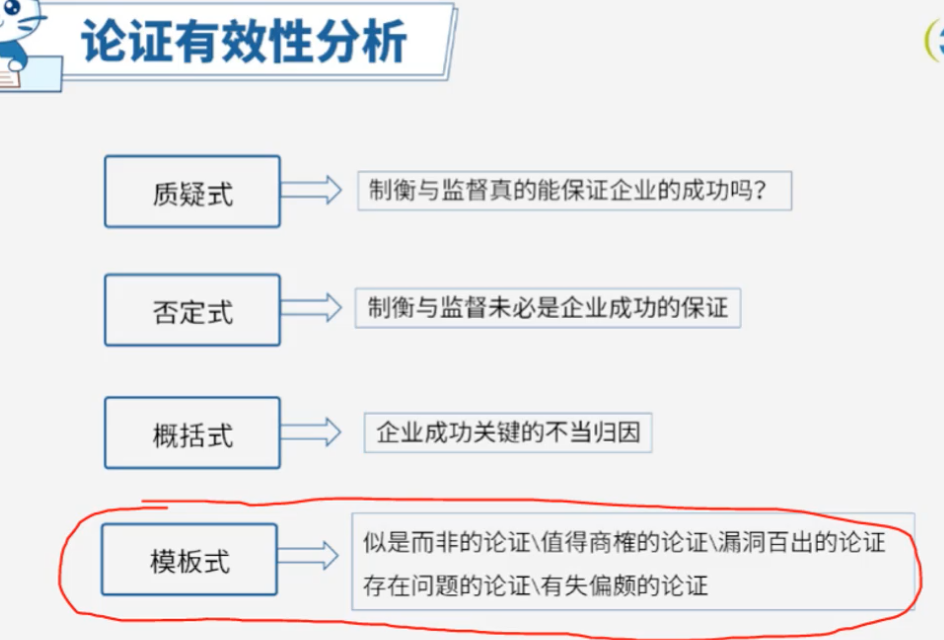 论证有效性分析
质疑式
制衡与监督真的能保证企业的成功吗？
否定式
制衡与监督未必是企业成功的保证
概括式
企业成功关键的不当归因
模板式
似是而非的论证\值得商榷的论证\漏洞百出的论证
存在问题的论证\有失偏颇的论证